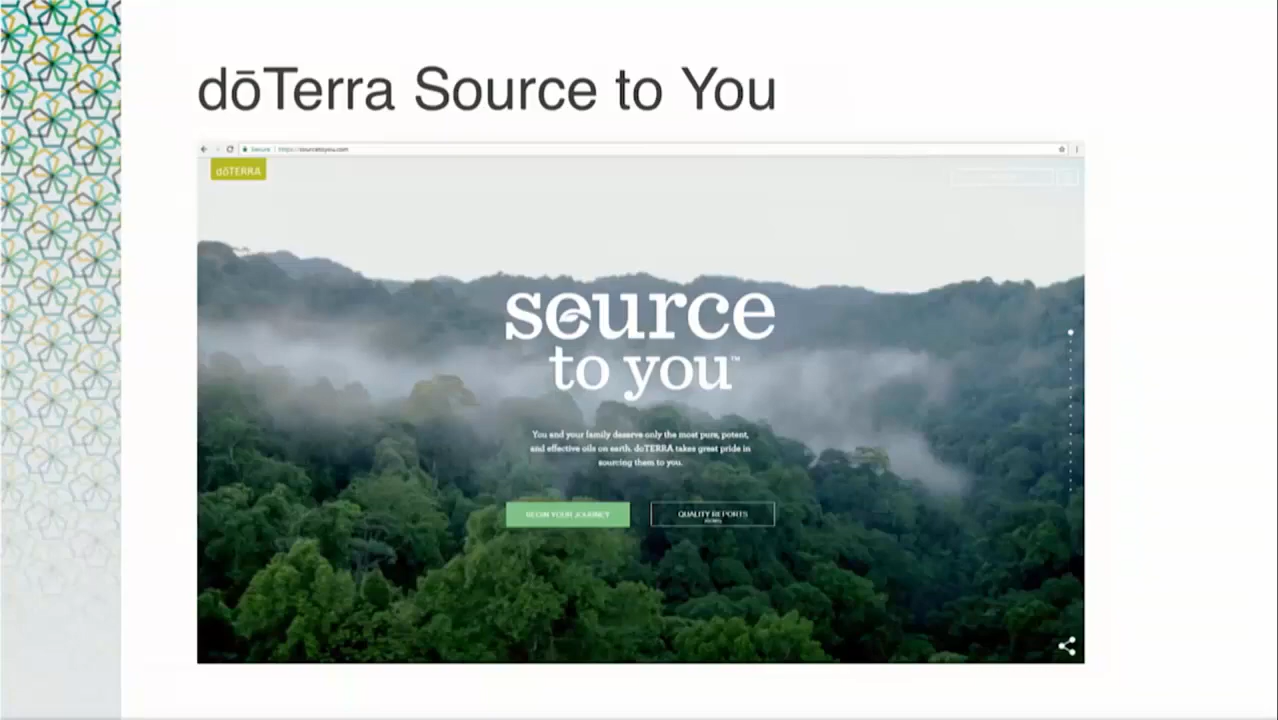 dōTerra Source to You
Secure | https://sourcetoyou.com
dōTERRA
source
to you™
You and your family deserve only the most pure, potent,
and effective oils on earth. doTERRA takes great pride in
sourcing them to you.
BEGIN YOUR JOURNEY
QUALITY REPORTS